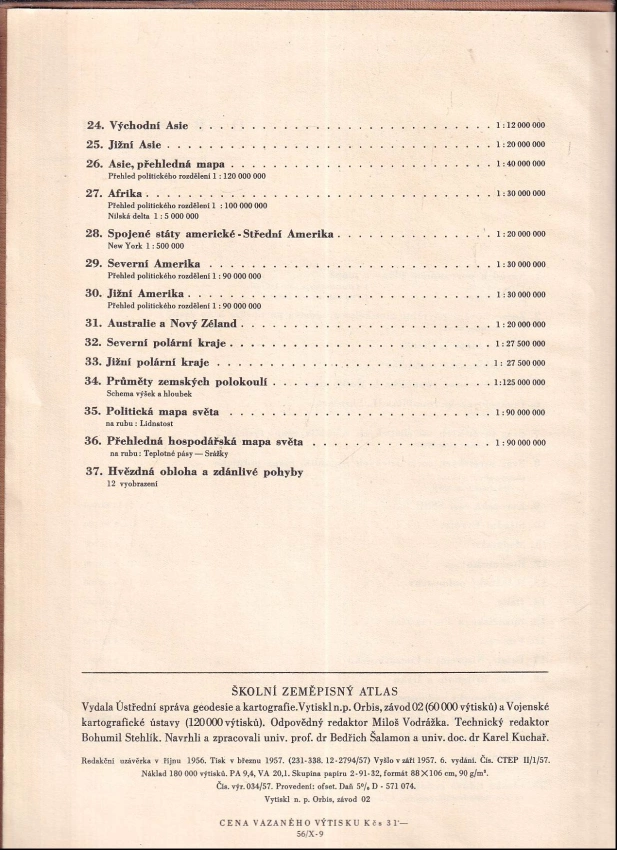 24. Východní Asie . . . . . . . . . . . . . . . . . . . . . . . . . . . . 1 : 12 000 000
25. Jižní Asie . . . . . . . . . . . . . . . . . . . . . . . . . . . . . . 1 : 20 000 000
26. Asie, přehledná mapa . . . . . . . . . . . . . . . . . . . . . . . . . 1 : 40 000 000
Přehled politického rozdělení 1 : 120 000 000
27. Afrika . . . . . . . . . . . . . . . . . . . . . . . . . . . . . . . . 1 : 30 000 000
Přehled politického rozdělení 1 : 100 000 000
Nilská delta 1 : 5 000 000
28. Spojené státy americké - Střední Amerika . . . . . . . . . . . . . . . 1 : 20 000 000
New York 1 : 500 000
29. Severní Amerika . . . . . . . . . . . . . . . . . . . . . . . . . . . 1 : 30 000 000
Přehled politického rozdělení 1 : 90 000 000
30. Jižní Amerika . . . . . . . . . . . . . . . . . . . . . . . . . . . . 1 : 30 000 000
Přehled politického rozdělení 1 : 90 000 000
31. Australie a Nový Zéland . . . . . . . . . . . . . . . . . . . . . . . 1 : 20 000 000
32. Severní polární kraje . . . . . . . . . . . . . . . . . . . . . . . . 1 : 27 500 000
33. Jižní polární kraje . . . . . . . . . . . . . . . . . . . . . . . . . 1 : 27 500 000
34. Průměty zemských polokoulí . . . . . . . . . . . . . . . . . . . . . 1:125 000 000
Schema výšek a hloubek
35. Politická mapa světa . . . . . . . . . . . . . . . . . . . . . . . . 1 : 90 000 000
na rubu : Lidnatost
36. Přehledná hospodářská mapa světa . . . . . . . . . . . . . . . . . . 1 : 90 000 000
na rubu : Teplotné pásy — Srážky
37. Hvězdná obloha a zdánlivé pohyby
12 vyobrazení
ŠKOLNÍ ZEMĚPISNÝ ATLAS
Vydala Ústřední správa geodesie a kartografie. Vytiskl n.p. Orbis, závod 02 (60 000 výtisků) a Vojenské
kartografické ústavy (120 000 výtisků). Odpovědný redaktor Miloš Vodrážka. Technický redaktor
Bohumil Stehlík. Navrhli a zpracovali univ. prof. dr Bedřich Šalamon a univ. doc. dr Karel Kuchař.
Redakční uzávěrka v říjnu 1956. Tisk v březnu 1957. (231-338. 12-2794/57) Vyšlo v září 1957. 6. vydání. Čís. CTEP II/1/57.
Náklad 180 000 výtisků. PA 9,4, VA 20,1. Skupina papíru 2-91-32, formát 88 × 106 cm, 90 g/m².
Čís. výr. 034/57. Provedení: ofset. Daň 5% D - 571 074.
Vytiskl n. p. Orbis, závod 02
CENA VÁZANÉHO VÝTISKU Kčs 31'—
56/X-9